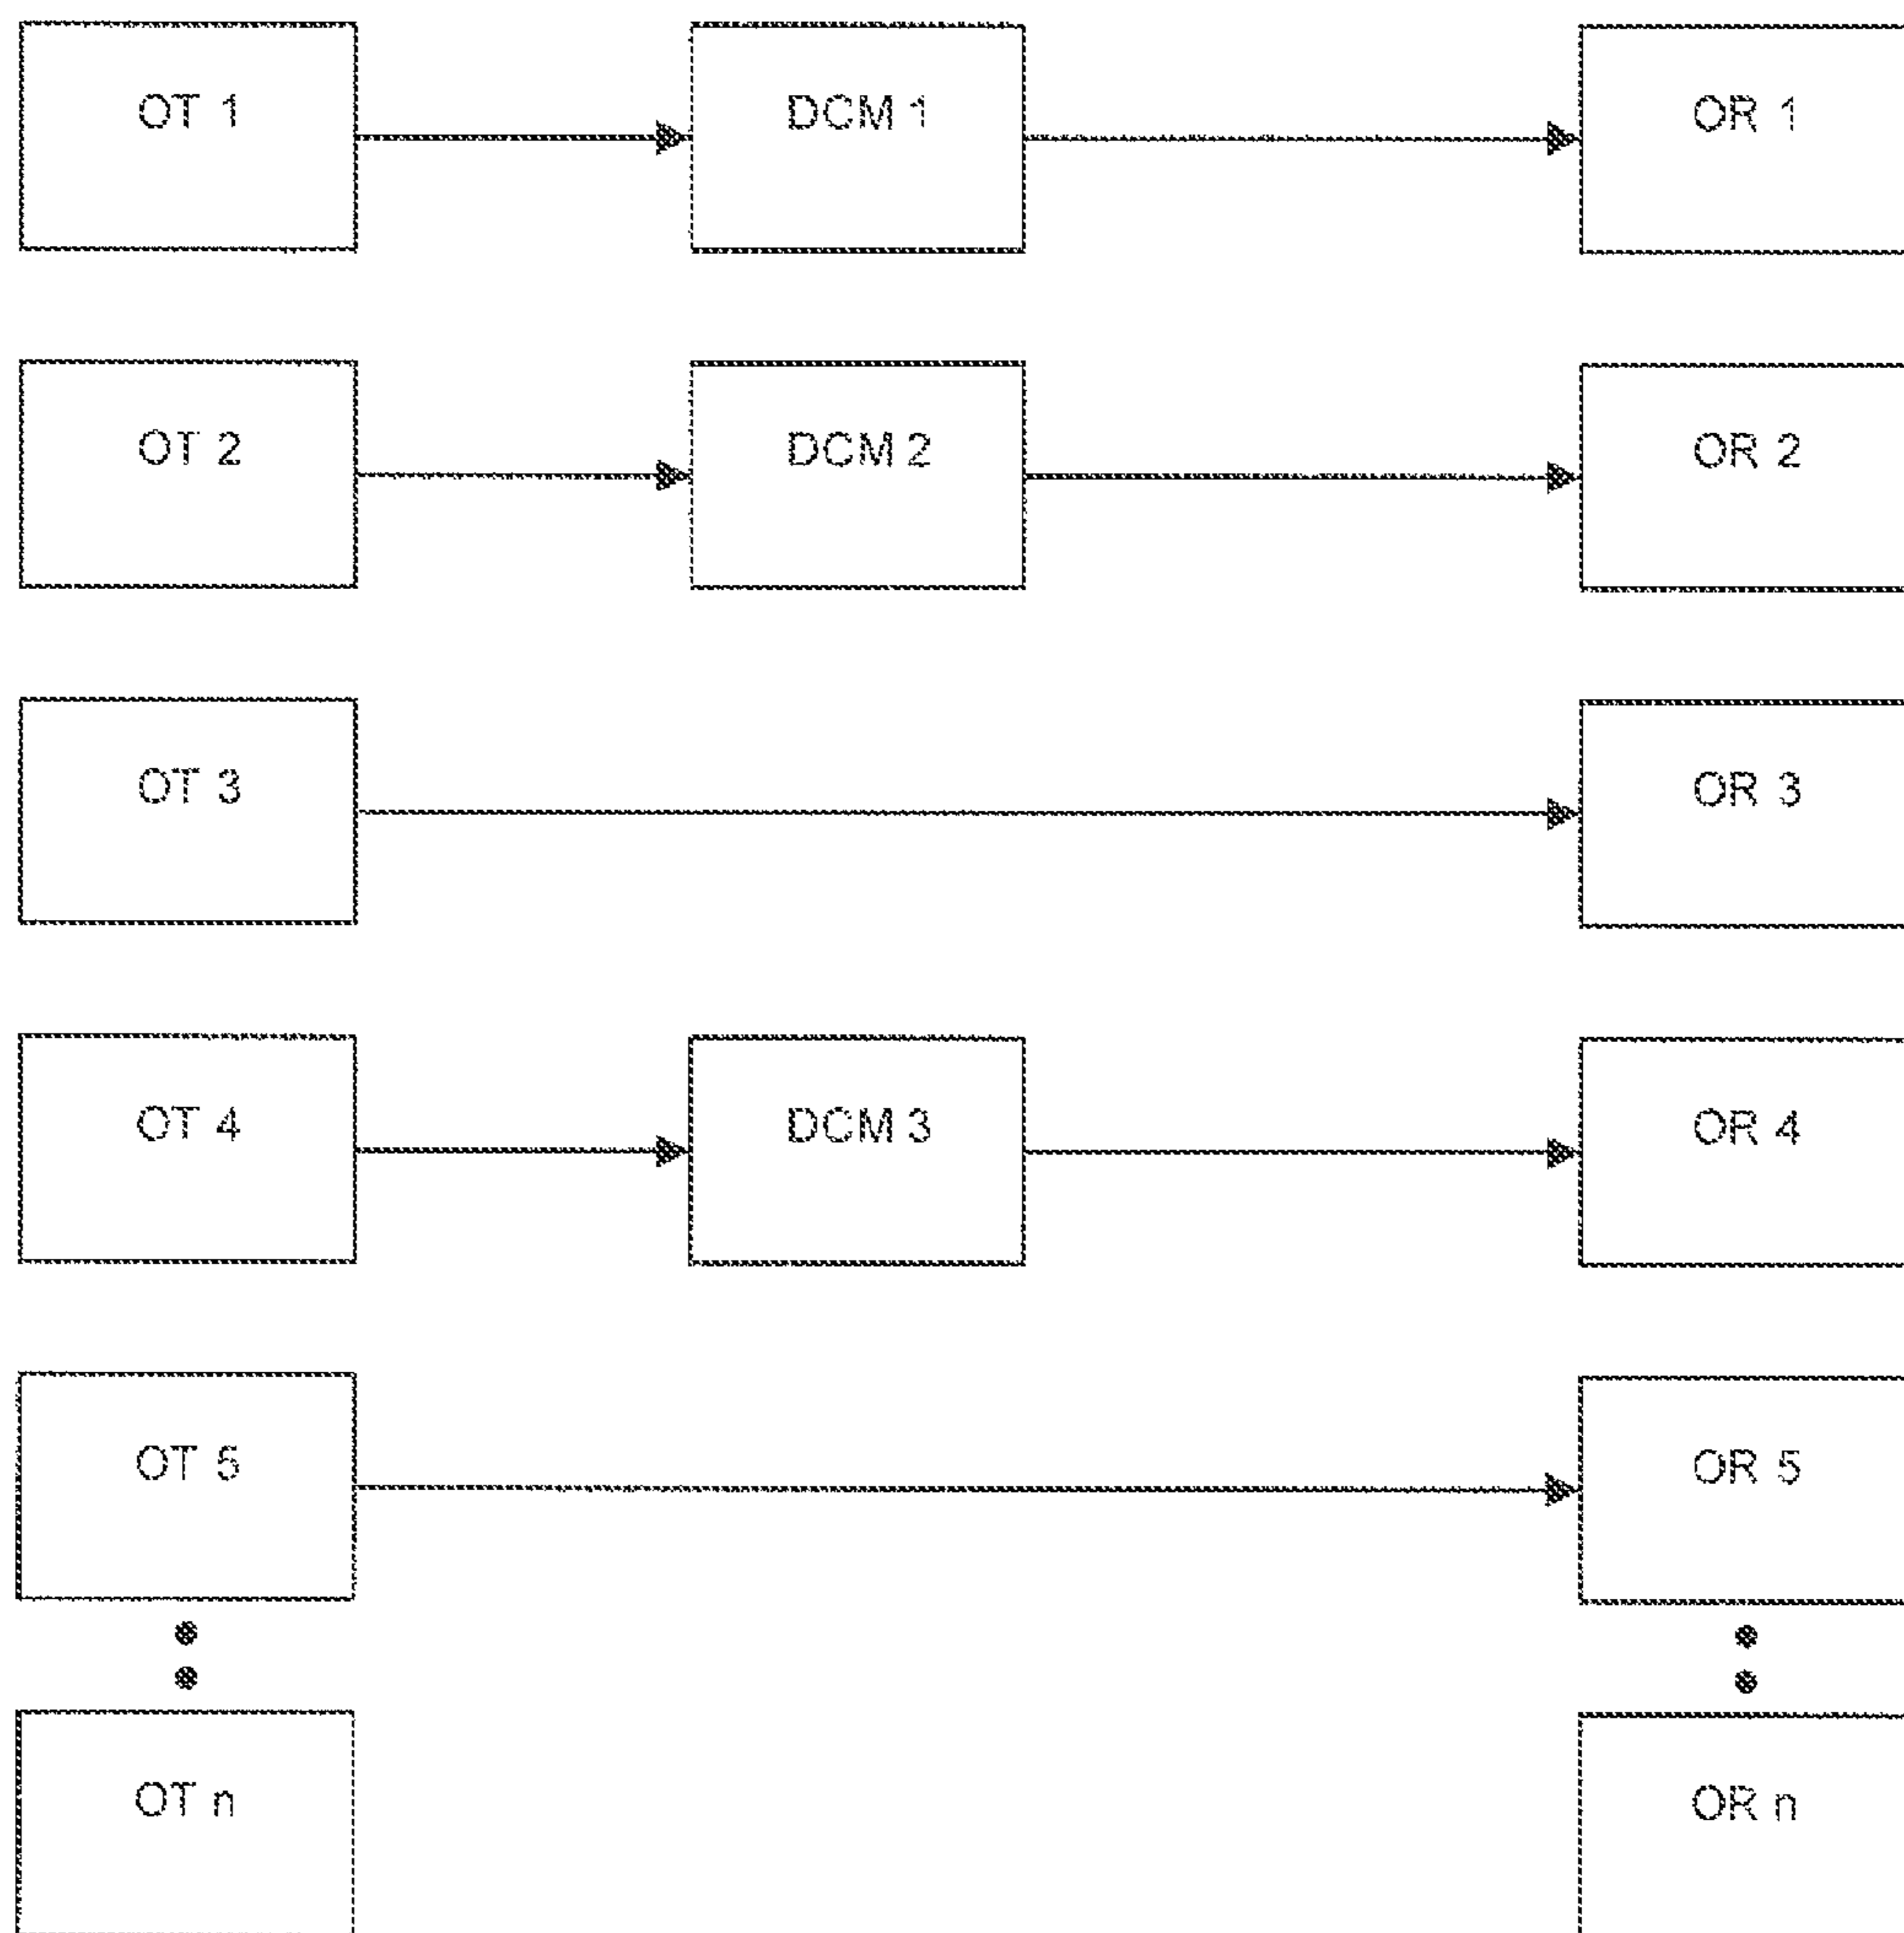 OT 1 DCM 1 OR 1
OT 2 DCM 2 OR 2
OT 3 OR 3
OT 4 DCM 3 OR 4
OT 5 OR 5
OT n OR n